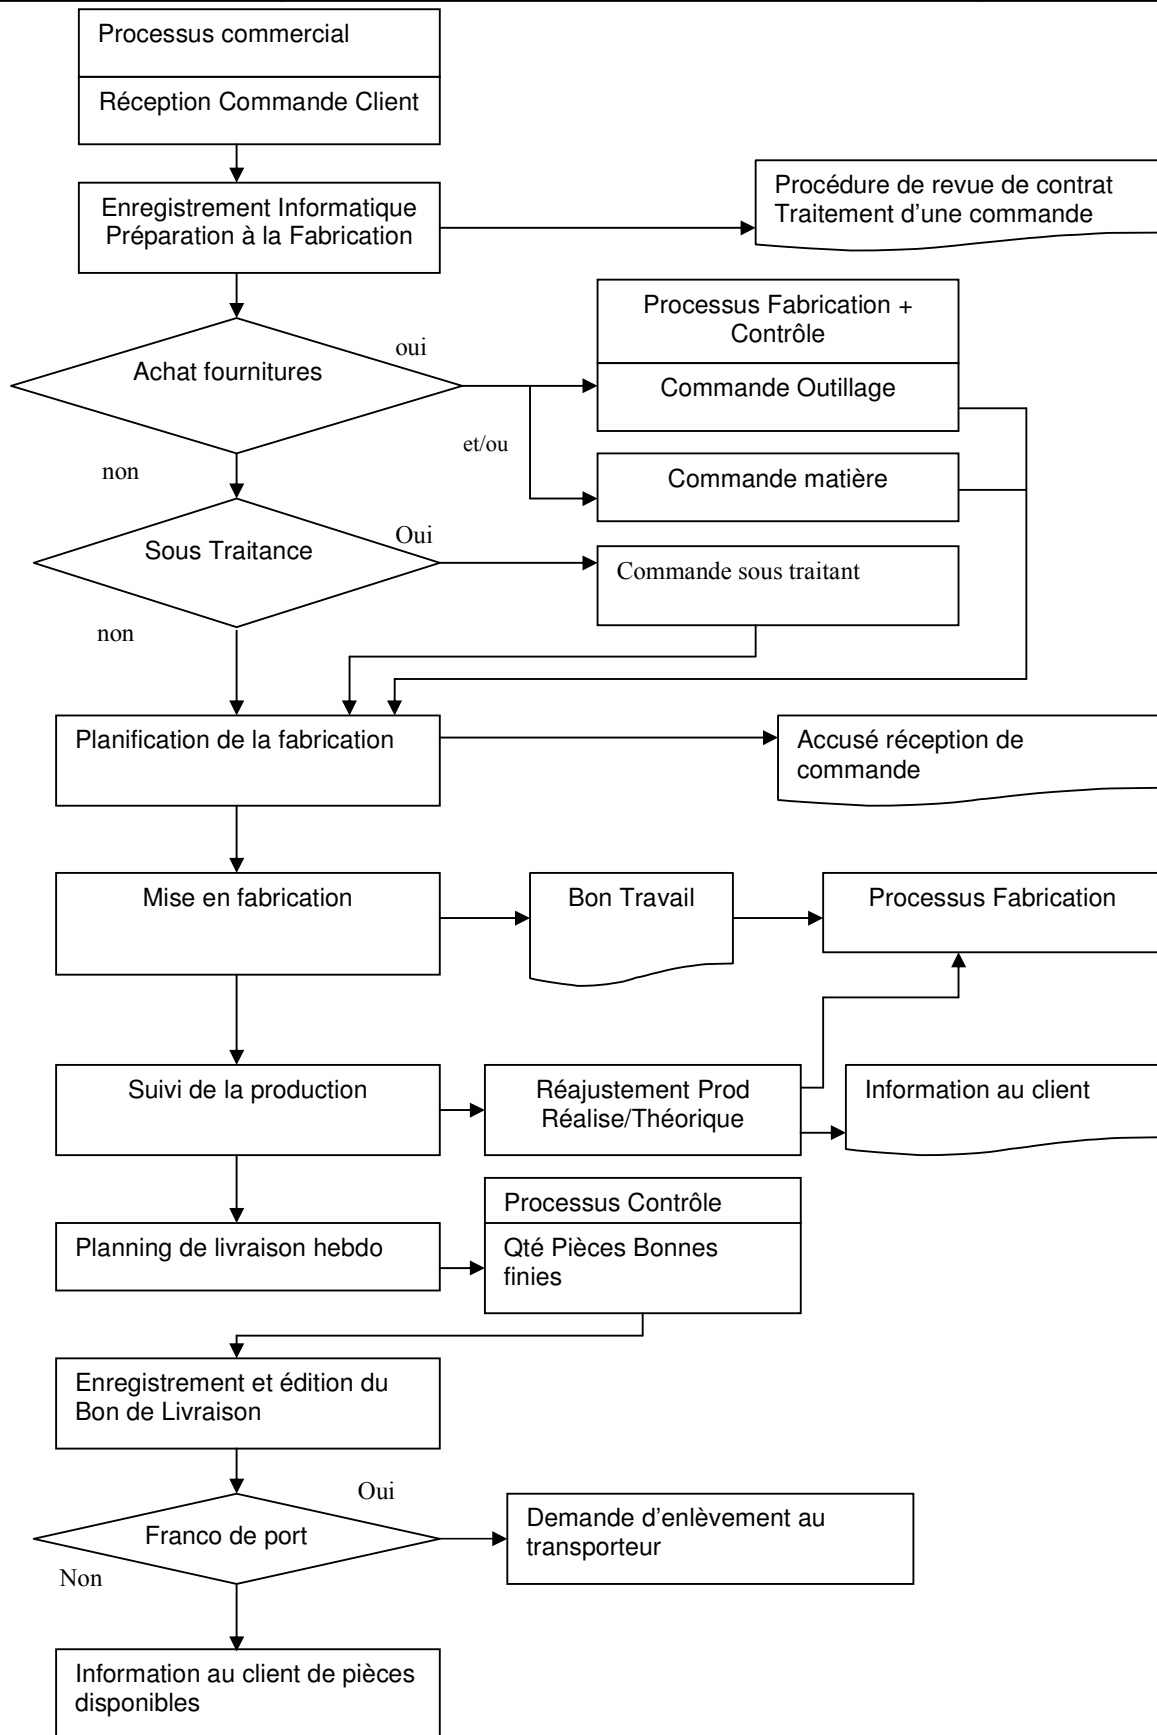 Processus commercial
Réception Commande Client
Enregistrement Informatique
Préparation à la Fabrication
Procédure de revue de contrat
Traitement d’une commande
Achat fournitures
oui
Processus Fabrication +
Contrôle
Commande Outillage
et/ou
non
Commande matière
Sous Traitance
Oui
Commande sous traitant
non
Planification de la fabrication
Accusé réception de
commande
Mise en fabrication
Bon Travail
Processus Fabrication
Suivi de la production
Réajustement Prod
Réalise/Théorique
Information au client
Processus Contrôle
Planning de livraison hebdo
Qté Pièces Bonnes
finies
Enregistrement et édition du
Bon de Livraison
Oui
Franco de port
Demande d’enlèvement au
transporteur
Non
Information au client de pièces
disponibles